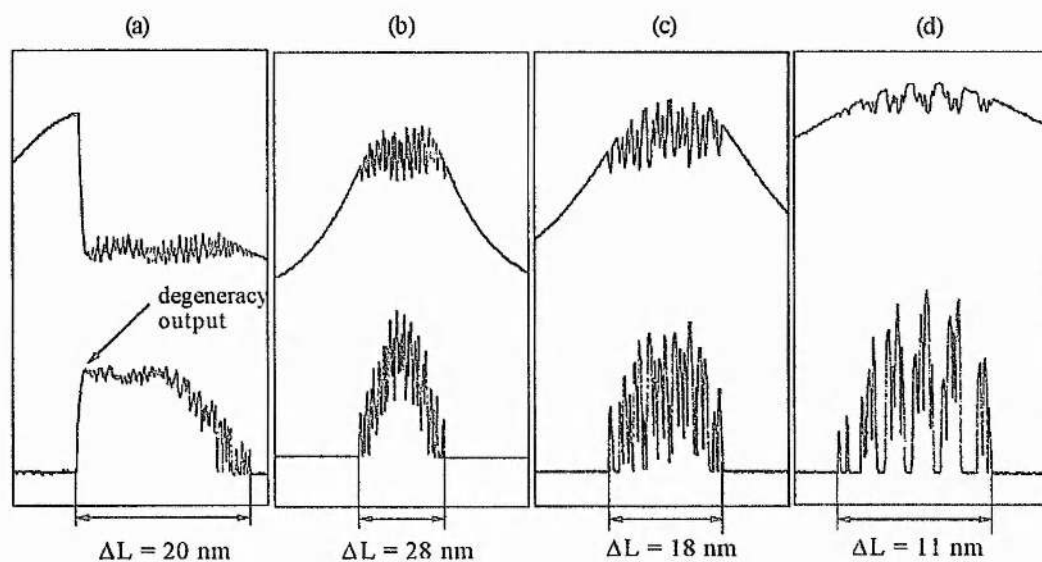 (a)
(b)
(c)
(d)
degeneracy
output
ΔL = 20 nm
ΔL = 28 nm
ΔL = 18 nm
ΔL = 11 nm